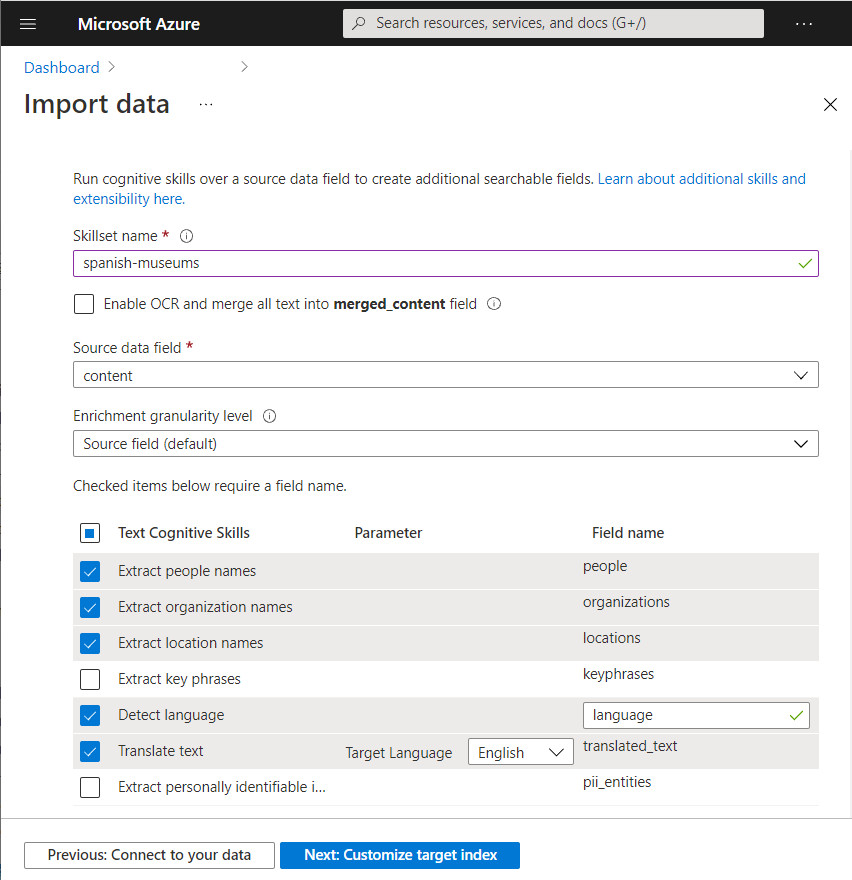 Microsoft Azure
Search resources, services, and docs (G+/)
...
Dashboard
Import data
...
Run cognitive skills over a source data field to create additional searchable fields. Learn about additional skills and
extensibility here.
Skillset name *
spanish-museums
Enable OCR and merge all text into merged_content field
Source data field *
content
Enrichment granularity level
Source field (default)
Checked items below require a field name.
Text Cognitive Skills Parameter Field name
Extract people names people
Extract organization names organizations
Extract location names locations
Extract key phrases keyphrases
Detect language language
Translate text Target Language English translated_text
Extract personally identifiable i... pii_entities
Previous: Connect to your data Next: Customize target index